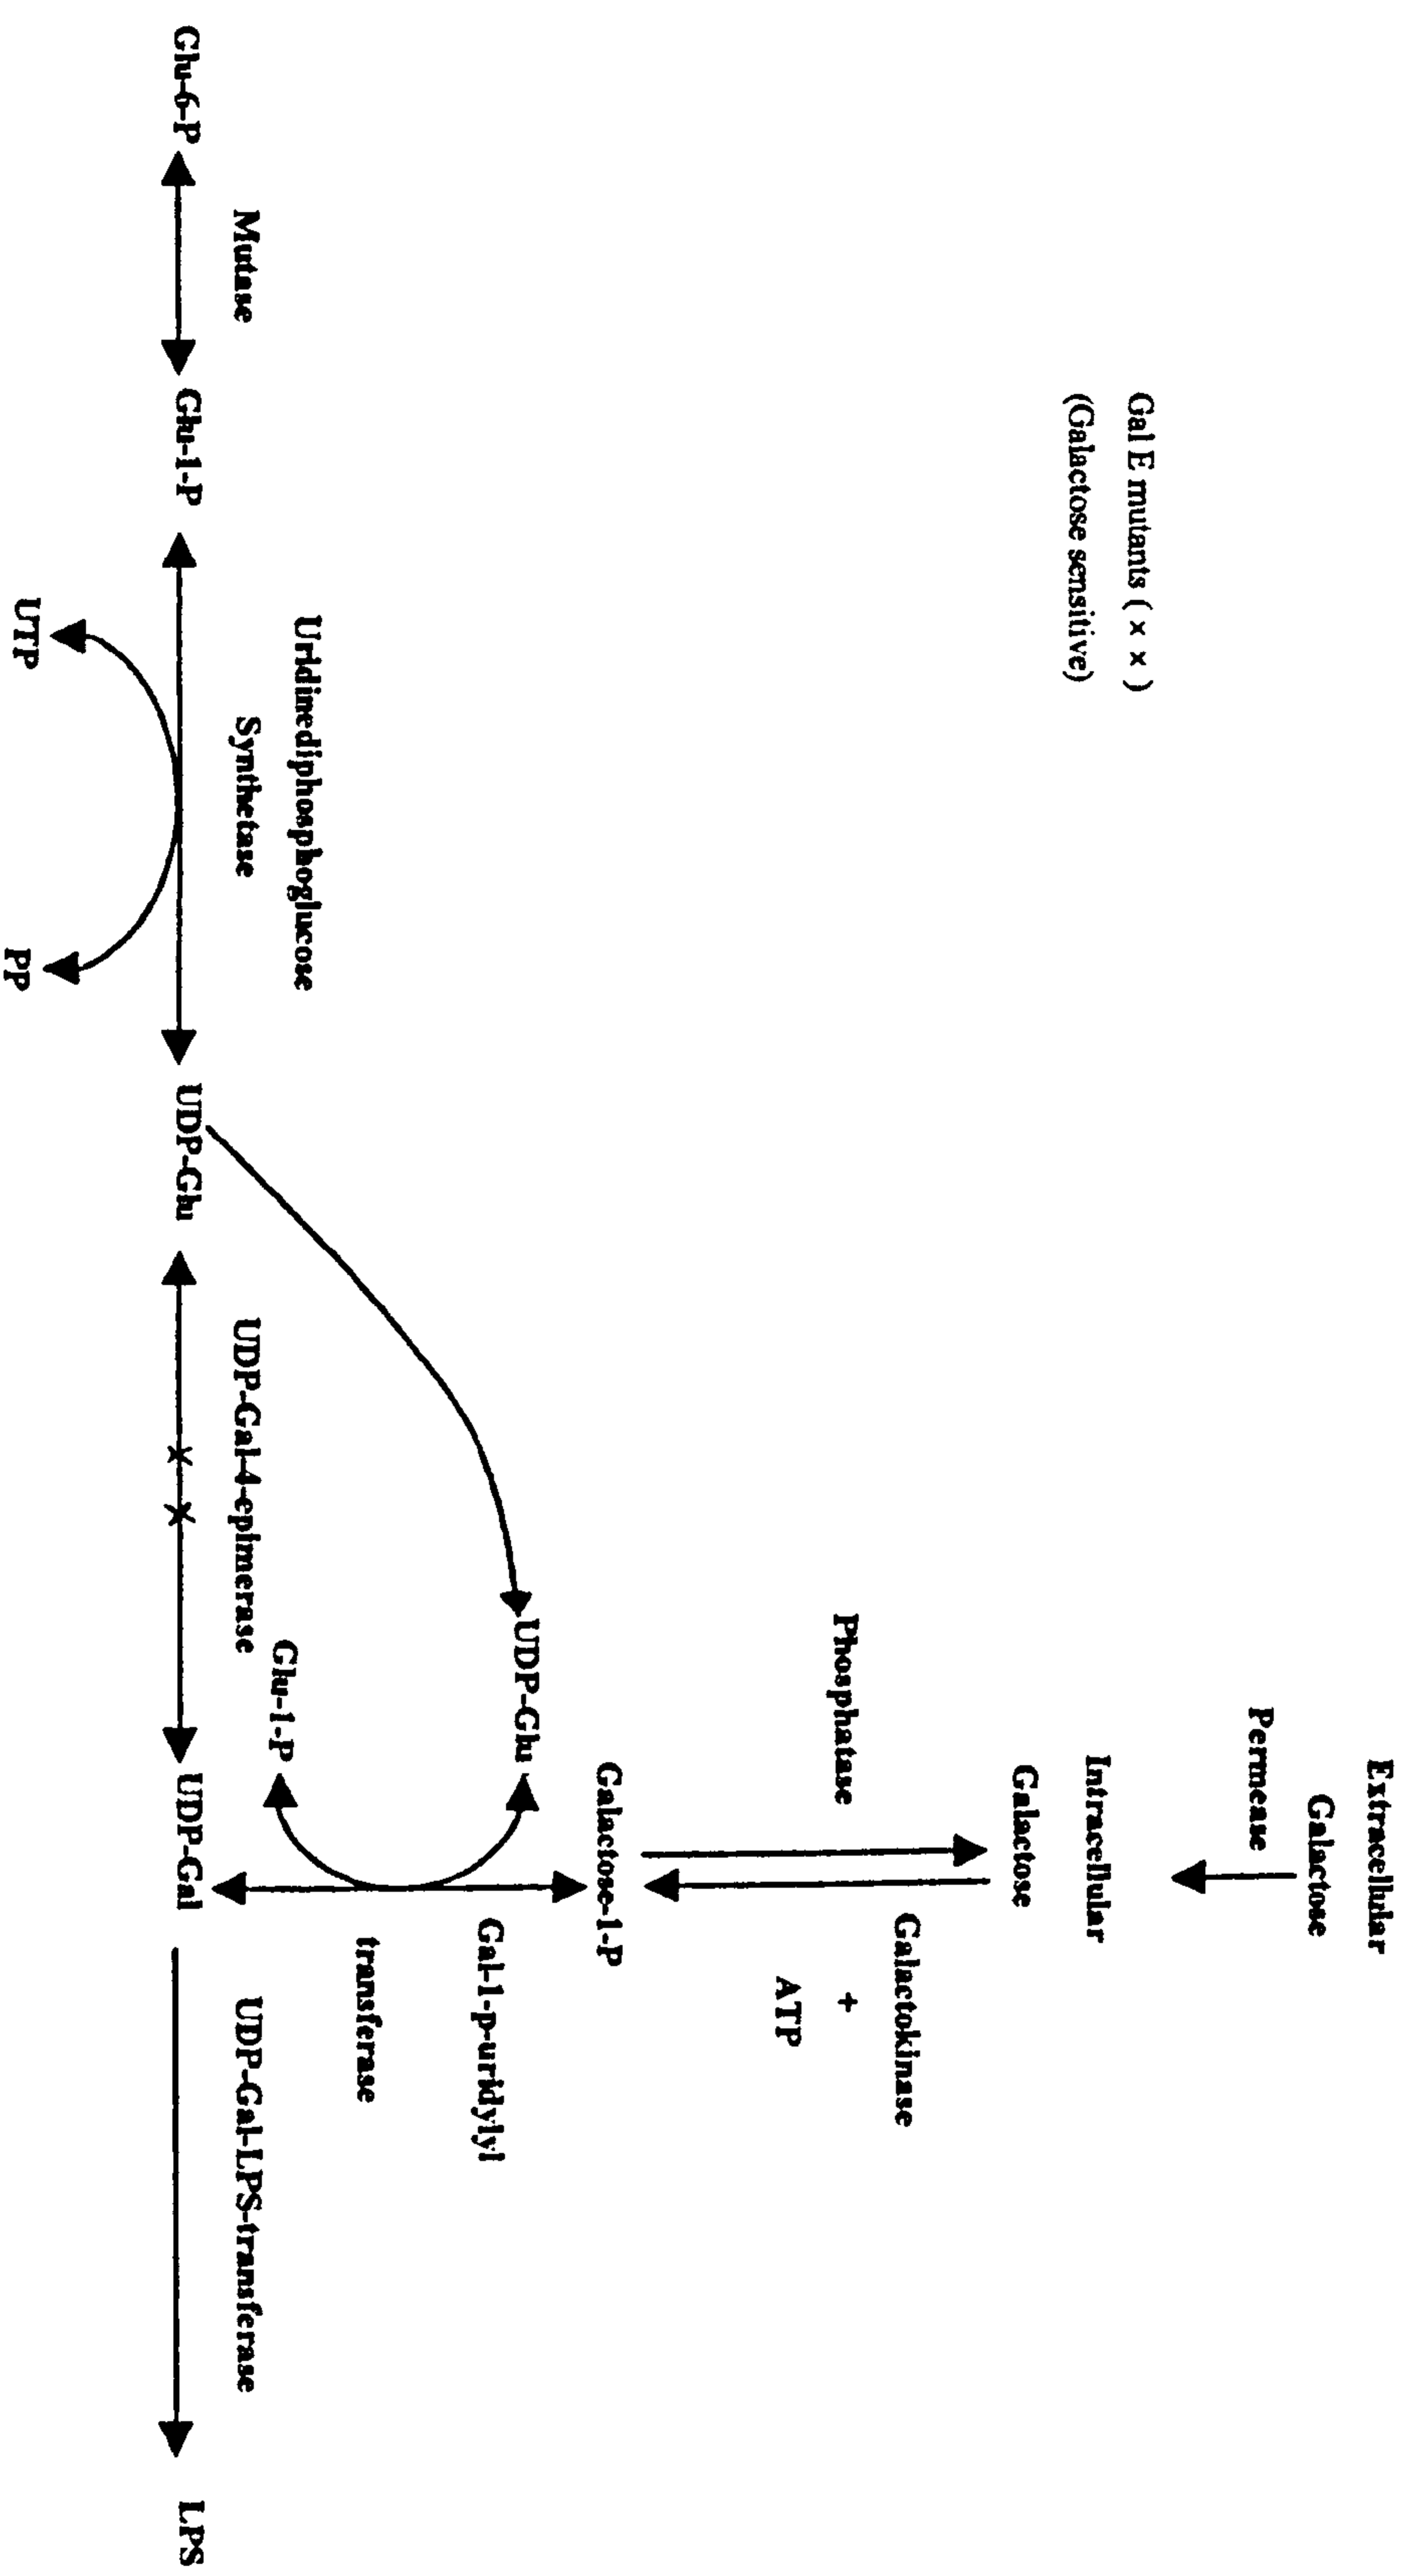 Extracellular
Galactose
Permease
Gal E mutants ( × × )
(Galactose sensitive)
Intracellular
Galactose
Phosphatase
Galactokinase
+
ATP
Galactose-1-P
UDP-Glu
Gal-1-p-uridylyl
transferase
Glu-1-P
Uridinediphosphoglucose
Synthetase
Mutase
UDP-Gal-4-epimerase
UDP-Gal-LPS-transferase
Glu-6-P
Glu-1-P
UDP-Glu
UDP-Gal
LPS
UTP
PP